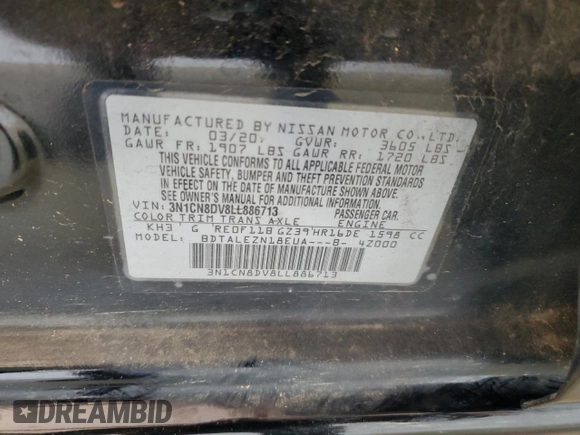 MANUFACTURED BY NISSAN MOTOR CO., LTD.
DATE: 03/20 GVWR: 3605 LBS
GAWR FR: 1907 LBS GAWR RR: 1720 LBS
THIS VEHICLE CONFORMS TO ALL APPLICABLE FEDERAL MOTOR
VEHICLE SAFETY, BUMPER AND THEFT PREVENTION STANDARDS
IN EFFECT ON THE DATE OF MANUFACTURE SHOWN ABOVE.
SEE OWNER'S MANUAL FOR ADDITIONAL INFORMATION.
VIN: 3N1CN8DV8LL886713 PASSENGER CAR
COLOR TRIM TRANS AXLE ENGINE
KH3 G RE0F11B GZ39 HR16DE 1598 CC
MODEL: BDTALEZN18EUA---B- 4Z000
3N1CN8DV8LL886713
DREAMBID